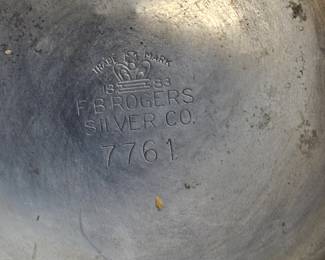 TRADE MARK
18 83
F.B. ROGERS
SILVER CO.
7761